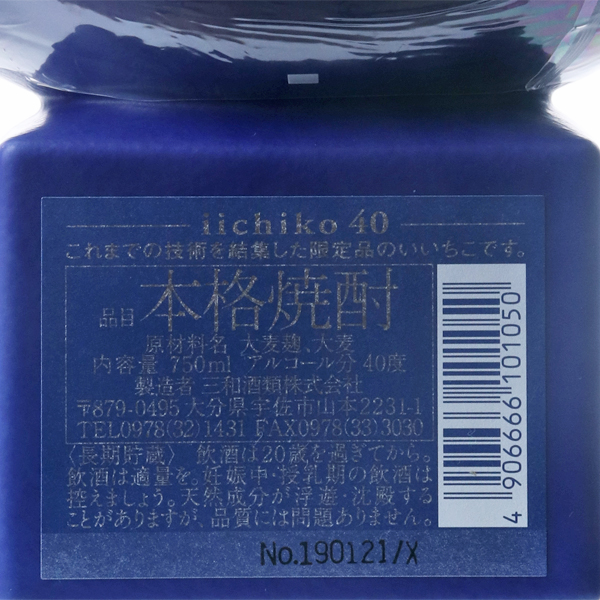 iichiko 40
これまでの技術を結集した限定品のいいちこです。
品目 本格焼酎
原材料名 大麦麹、大麦
内容量 750ml アルコール分 40度
製造者 三和酒類株式会社
〒879-0495 大分県宇佐市山本2231-1
TEL0978(32)1431 FAX0978(33)3030
〈長期貯蔵〉 飲酒は20歳を過ぎてから。
飲酒は適量を。妊娠中・授乳期の飲酒は
控えましょう。天然成分が浮遊・沈殿する
ことがありますが、品質には問題ありません。
4 906666 101050
No.190121/X